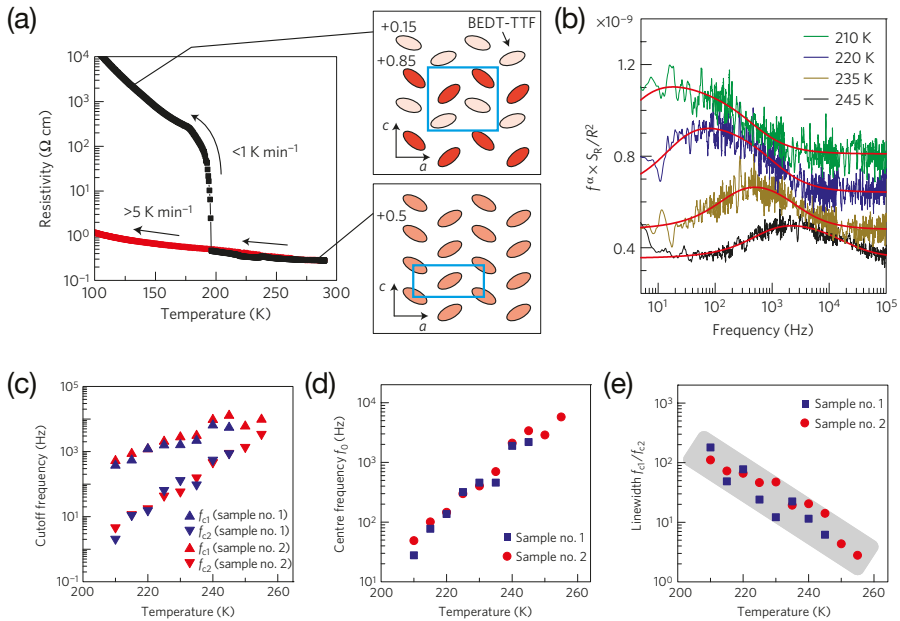 (a)
Resistivity (Ω cm)
10⁴
10³
10²
10¹
10⁰
10⁻¹
100 150 200 250 300
Temperature (K)
<1 K min⁻¹
>5 K min⁻¹
BEDT-TTF
+0.15
+0.85
c
a
+0.5
c
a
(b)
×10⁻⁹
f^α × S_R/R²
1.2
0.8
0.4
10¹ 10² 10³ 10⁴ 10⁵
Frequency (Hz)
210 K
220 K
235 K
245 K
(c)
Cutoff frequency (Hz)
10⁵
10³
10¹
10⁻¹
200 220 240 260
Temperature (K)
f_c1 (sample no. 1)
f_c2 (sample no. 1)
f_c1 (sample no. 2)
f_c2 (sample no. 2)
(d)
Centre frequency f₀ (Hz)
10⁴
10³
10²
10¹
200 220 240 260
Temperature (K)
Sample no. 1
Sample no. 2
(e)
Linewidth f_c1/f_c2
10³
10²
10¹
10⁰
200 220 240 260
Temperature (K)
Sample no. 1
Sample no. 2